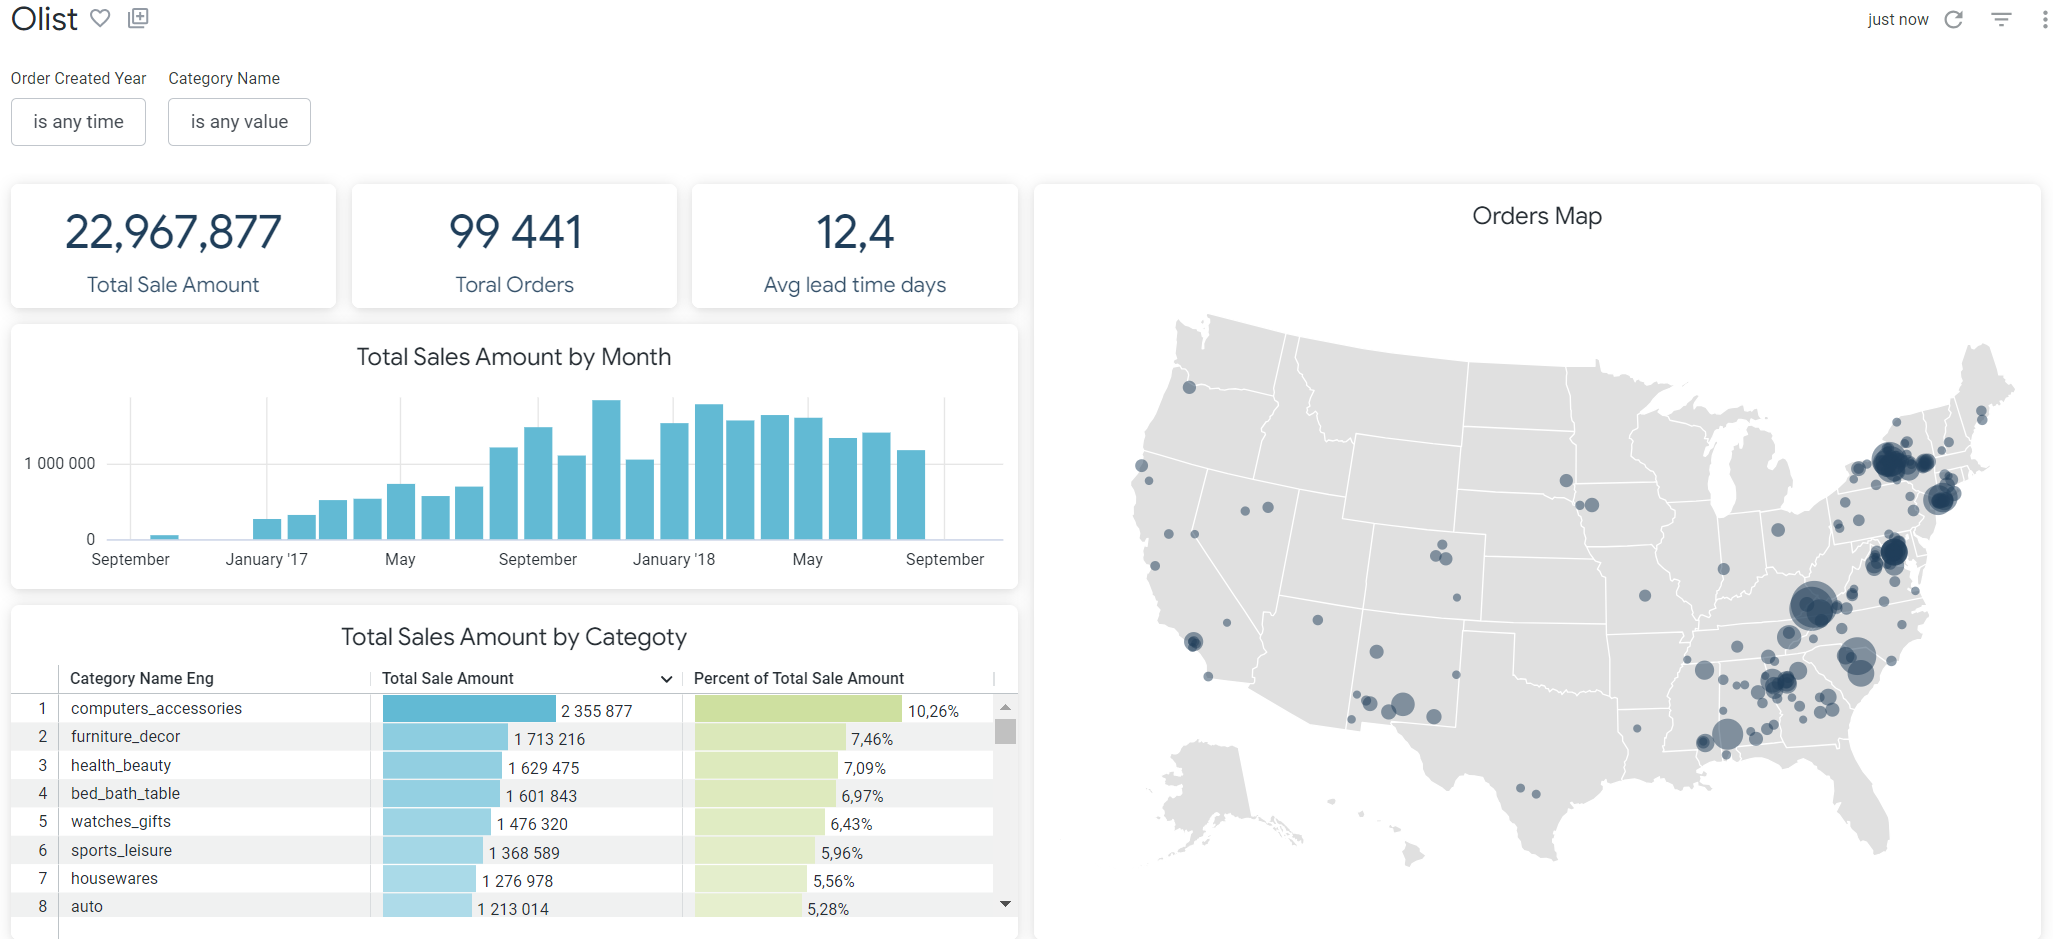 Olist
just now
Order Created Year
Category Name
is any time
is any value
22,967,877
Total Sale Amount
99 441
Toral Orders
12,4
Avg lead time days
Orders Map
Total Sales Amount by Month
1 000 000
0
September
January '17
May
September
January '18
May
September
Total Sales Amount by Categoty
Category Name Eng
Total Sale Amount
Percent of Total Sale Amount
1 computers_accessories 2 355 877 10,26%
2 furniture_decor 1 713 216 7,46%
3 health_beauty 1 629 475 7,09%
4 bed_bath_table 1 601 843 6,97%
5 watches_gifts 1 476 320 6,43%
6 sports_leisure 1 368 589 5,96%
7 housewares 1 276 978 5,56%
8 auto 1 213 014 5,28%